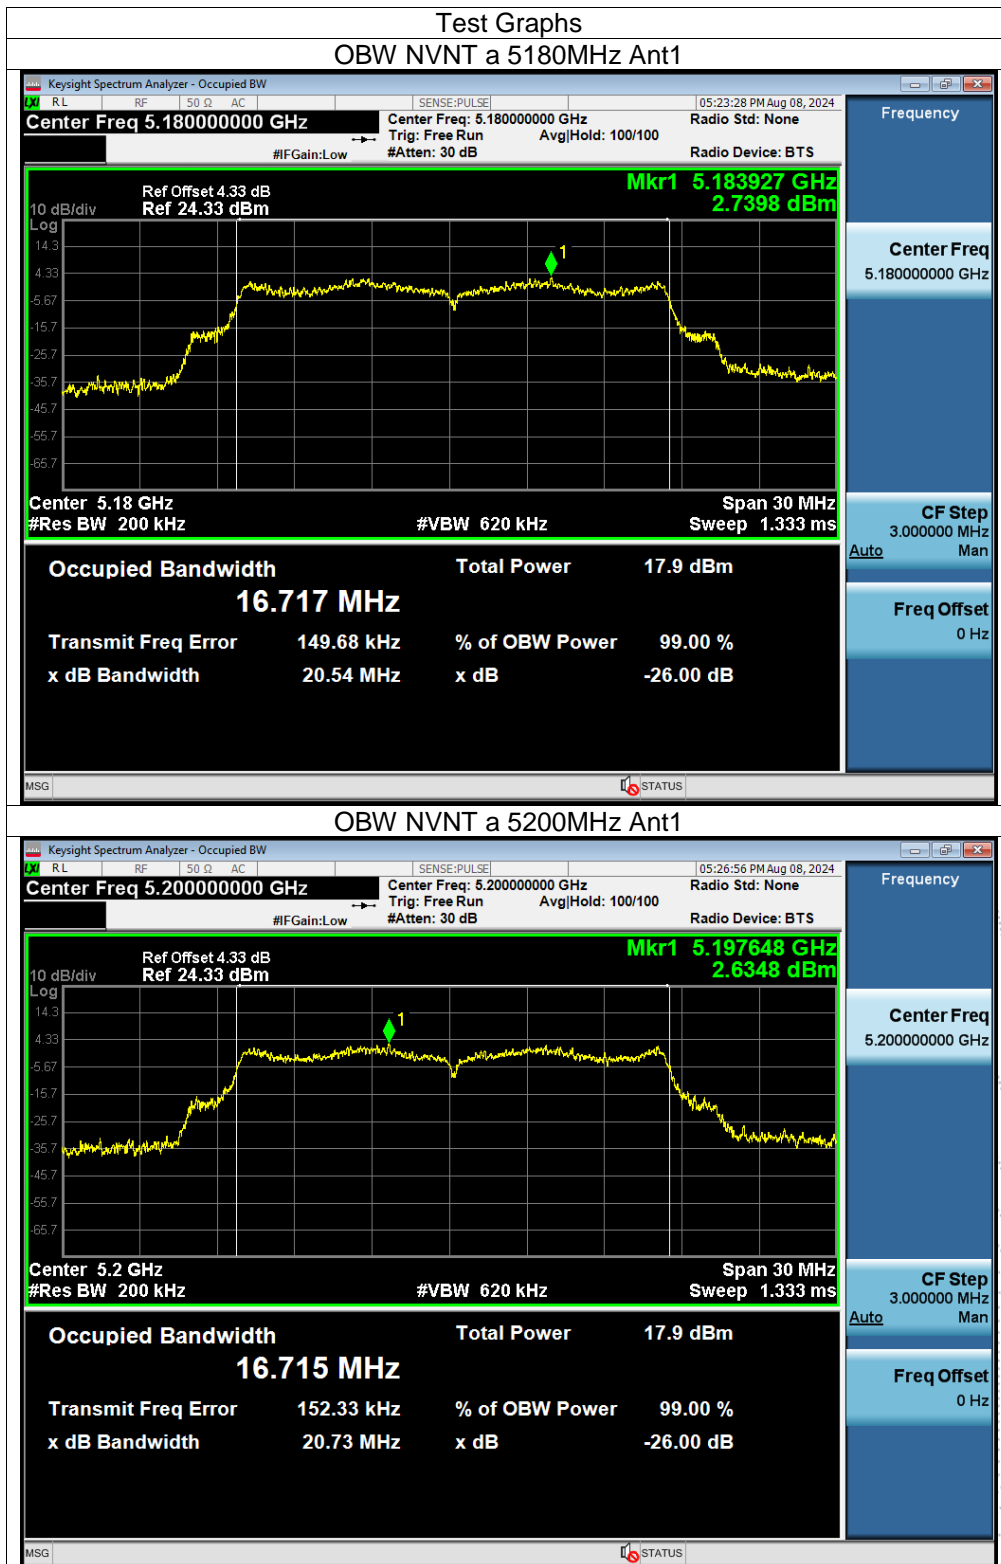 Test Graphs
OBW NVNT a 5180MHz Ant1
Keysight Spectrum Analyzer - Occupied BW
LXI RL RF 50 Ω AC SENSE:PULSE 05:23:28 PM Aug 08, 2024
Center Freq 5.180000000 GHz
Center Freq: 5.180000000 GHz Radio Std: None
Trig: Free Run Avg|Hold: 100/100
#IFGain:Low #Atten: 30 dB Radio Device: BTS
Frequency
Mkr1 5.183927 GHz
2.7398 dBm
Ref Offset 4.33 dB
10 dB/div Ref 24.33 dBm
Log
1
14.3
4.33
-5.67
-15.7
-25.7
-35.7
-45.7
-55.7
-65.7
Center 5.18 GHz Span 30 MHz
#Res BW 200 kHz #VBW 620 kHz Sweep 1.333 ms
Center Freq
5.180000000 GHz
CF Step
3.000000 MHz
Auto Man
Freq Offset
0 Hz
Occupied Bandwidth Total Power 17.9 dBm
16.717 MHz
Transmit Freq Error 149.68 kHz % of OBW Power 99.00 %
x dB Bandwidth 20.54 MHz x dB -26.00 dB
MSG STATUS
OBW NVNT a 5200MHz Ant1
Keysight Spectrum Analyzer - Occupied BW
LXI RL RF 50 Ω AC SENSE:PULSE 05:26:56 PM Aug 08, 2024
Center Freq 5.200000000 GHz
Center Freq: 5.200000000 GHz Radio Std: None
Trig: Free Run Avg|Hold: 100/100
#IFGain:Low #Atten: 30 dB Radio Device: BTS
Frequency
Mkr1 5.197648 GHz
2.6348 dBm
Ref Offset 4.33 dB
10 dB/div Ref 24.33 dBm
Log
1
14.3
4.33
-5.67
-15.7
-25.7
-35.7
-45.7
-55.7
-65.7
Center 5.2 GHz Span 30 MHz
#Res BW 200 kHz #VBW 620 kHz Sweep 1.333 ms
Center Freq
5.200000000 GHz
CF Step
3.000000 MHz
Auto Man
Freq Offset
0 Hz
Occupied Bandwidth Total Power 17.9 dBm
16.715 MHz
Transmit Freq Error 152.33 kHz % of OBW Power 99.00 %
x dB Bandwidth 20.73 MHz x dB -26.00 dB
MSG STATUS